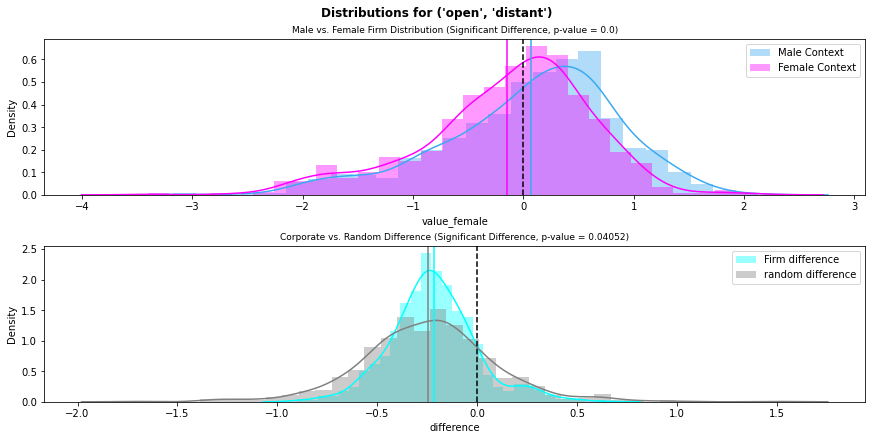 Distributions for ('open', 'distant')
Male vs. Female Firm Distribution (Significant Difference, p-value = 0.0)
Density
0.0
0.1
0.2
0.3
0.4
0.5
0.6
Male Context
Female Context
−4 −3 −2 −1 0 1 2 3
value_female
Corporate vs. Random Difference (Significant Difference, p-value = 0.04052)
Density
0.0
0.5
1.0
1.5
2.0
2.5
Firm difference
random difference
−2.0 −1.5 −1.0 −0.5 0.0 0.5 1.0 1.5
difference